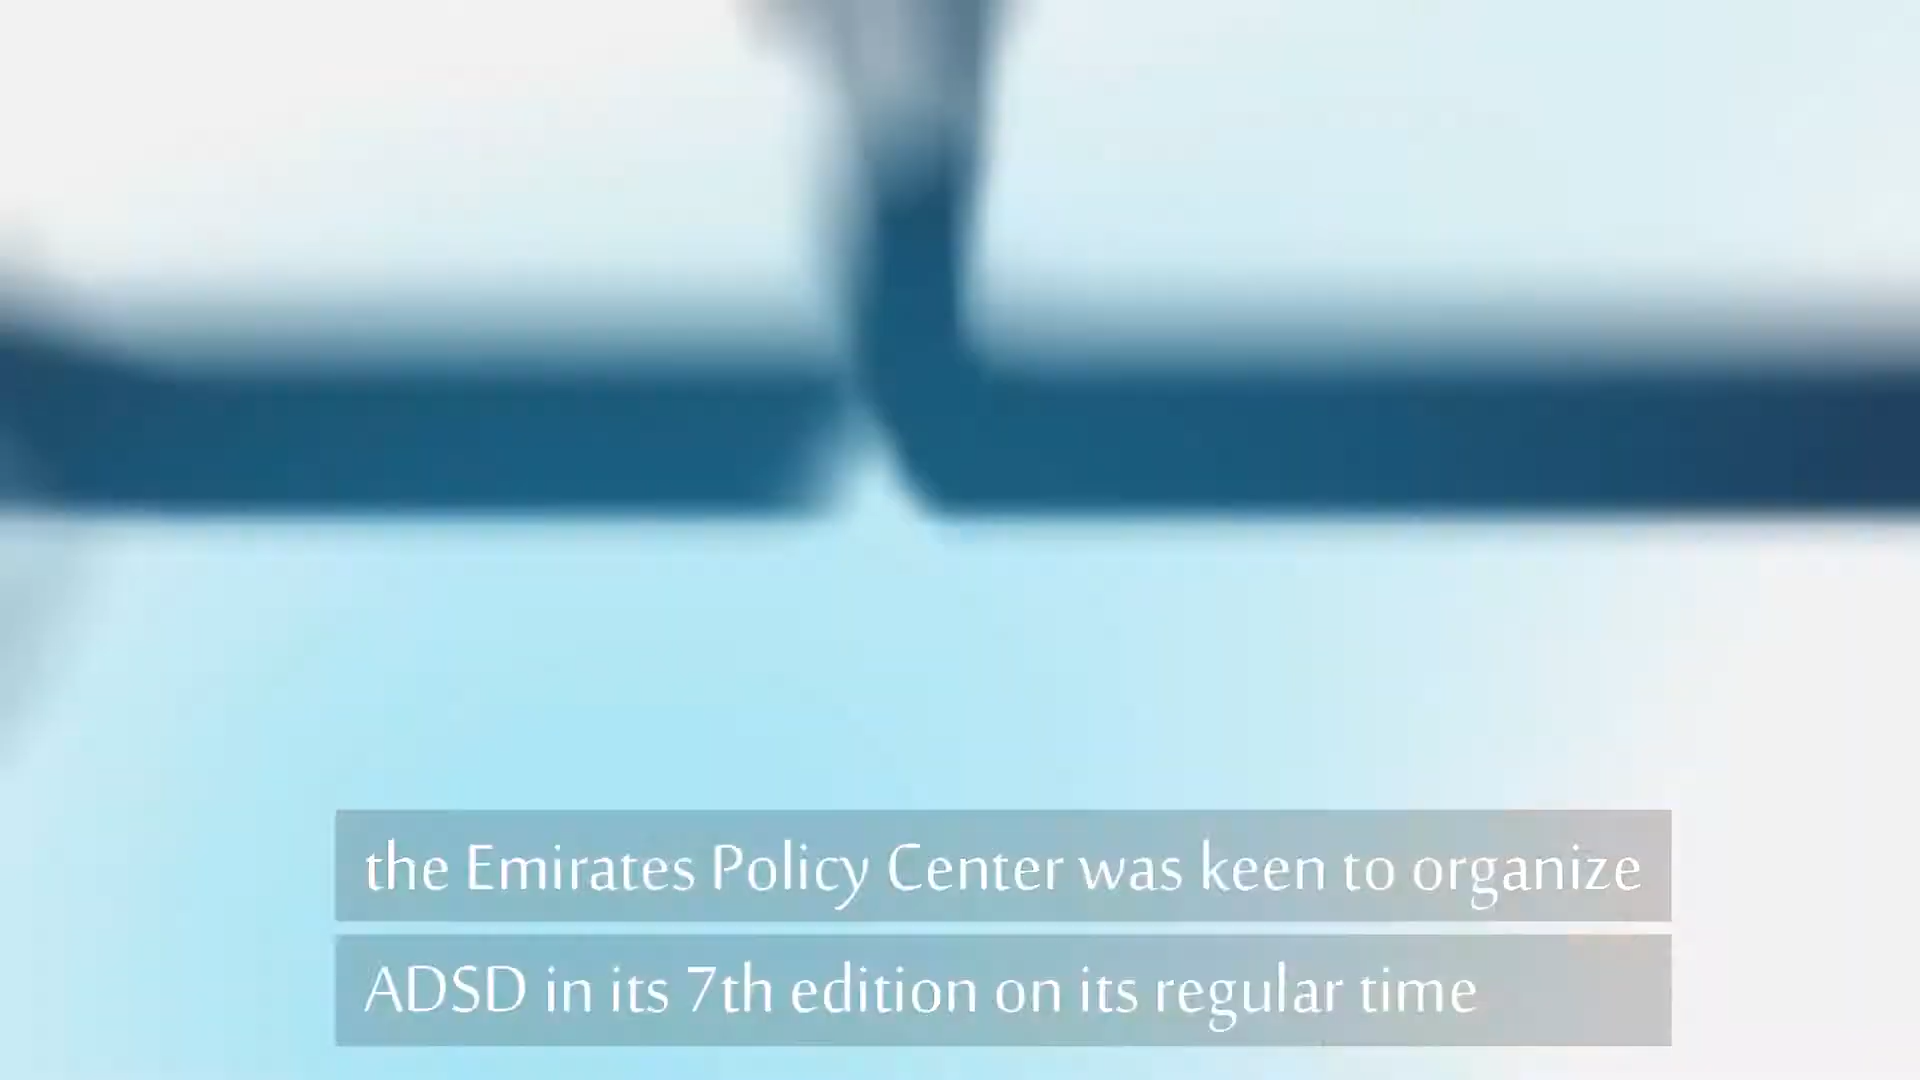 the Emirates Policy Center was keen to organize
ADSD in its 7th edition on its regular time